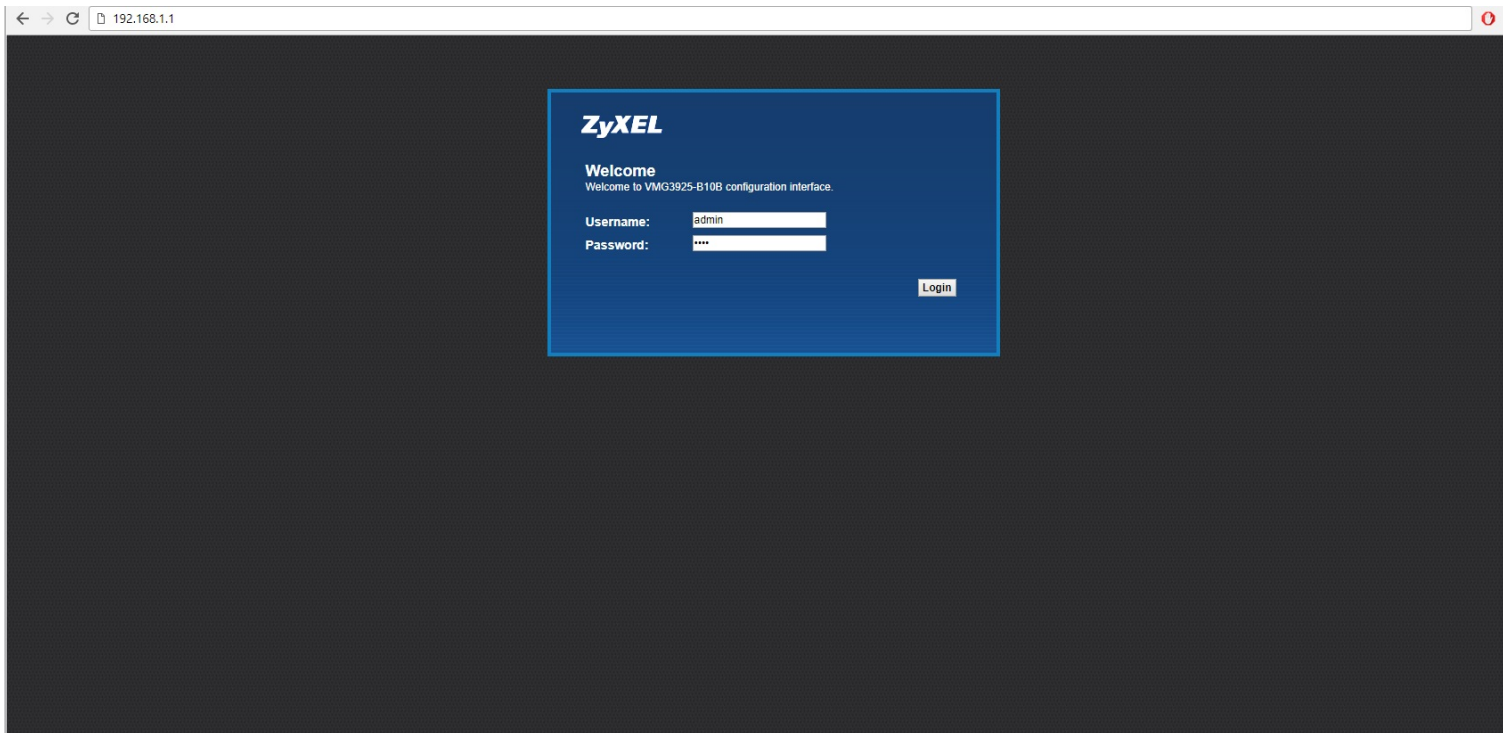 192.168.1.1
ZyXEL
Welcome
Welcome to VMG3925-B10B configuration interface.
Username: admin
Password: ••••
Login